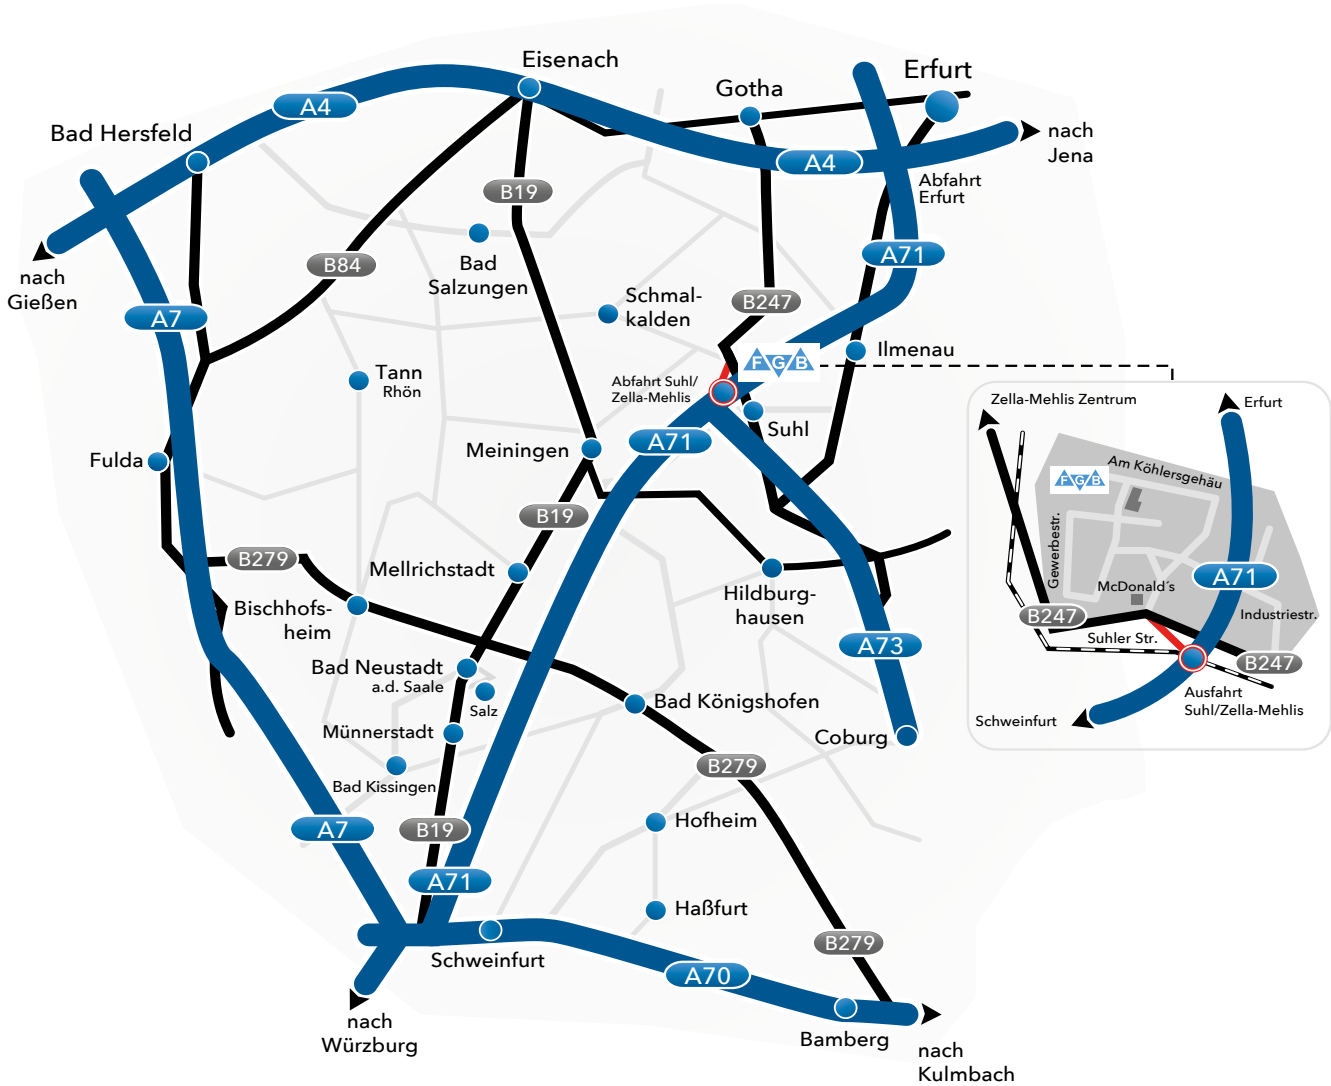 Eisenach
Erfurt
Gotha
A4
Bad Hersfeld
nach
Jena
A4
Abfahrt
Erfurt
B19
Bad
Salzungen
A71
B84
nach
Gießen
A7
Schmal-
kalden
B247
FGB
Ilmenau
Tann
Rhön
Abfahrt Suhl/
Zella-Mehlis
Suhl
A71
Meiningen
Fulda
B19
B279
Mellrichstadt
Bischhofs-
heim
Hildburg-
hausen
A73
Bad Neustadt
a.d. Saale
Salz
Bad Königshofen
Münnerstadt
Coburg
Bad Kissingen
B279
A7
B19
Hofheim
A71
Haßfurt
B279
Schweinfurt
A70
nach
Würzburg
Bamberg
nach
Kulmbach
Zella-Mehlis Zentrum
Erfurt
Am Köhlersgehäu
FGB
Gewerbestr.
A71
McDonald´s
B247
Industriestr.
Suhler Str.
B247
Ausfahrt
Suhl/Zella-Mehlis
Schweinfurt